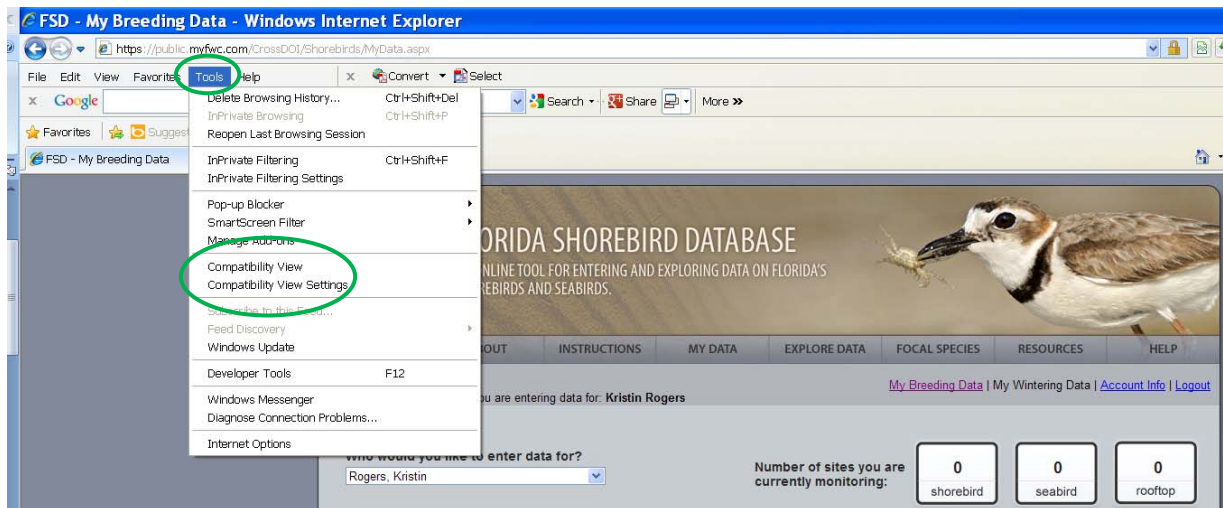 FSD - My Breeding Data - Windows Internet Explorer
https://public.myfwc.com/CrossDOI/Shorebirds/MyData.aspx
File Edit View Favorites Tools Help x Convert Select
x Google Search Share More »
Favorites Suggest
FSD - My Breeding Data
Delete Browsing History... Ctrl+Shift+Del
InPrivate Browsing Ctrl+Shift+P
Reopen Last Browsing Session
InPrivate Filtering Ctrl+Shift+F
InPrivate Filtering Settings
Pop-up Blocker
SmartScreen Filter
Manage Add-ons
Compatibility View
Compatibility View Settings
Subscribe to this Feed...
Feed Discovery
Windows Update
Developer Tools F12
Windows Messenger
Diagnose Connection Problems...
Internet Options
ORIDA SHOREBIRD DATABASE
NLINE TOOL FOR ENTERING AND EXPLORING DATA ON FLORIDA'S
REBIRDS AND SEABIRDS.
OUT INSTRUCTIONS MY DATA EXPLORE DATA FOCAL SPECIES RESOURCES HELP
My Breeding Data | My Wintering Data | Account Info | Logout
ou are entering data for: Kristin Rogers
Who would you like to enter data for?
Rogers, Kristin
Number of sites you are
currently monitoring:
0 0 0
shorebird seabird rooftop